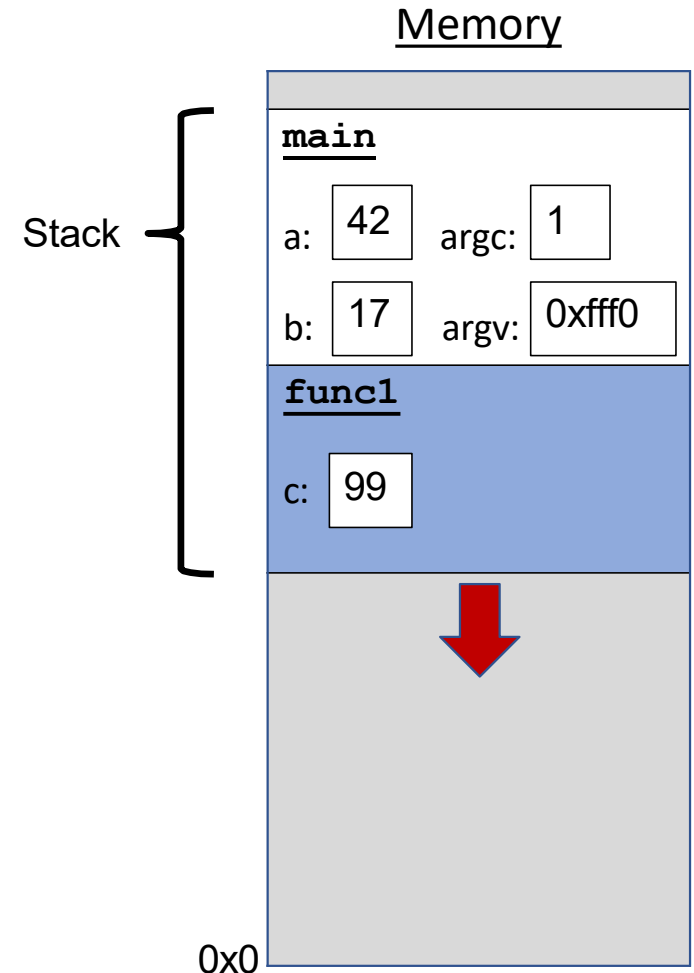 Memory
main
Stack
a: 42 argc: 1
b: 17 argv: 0xfff0
func1
c: 99
0x0